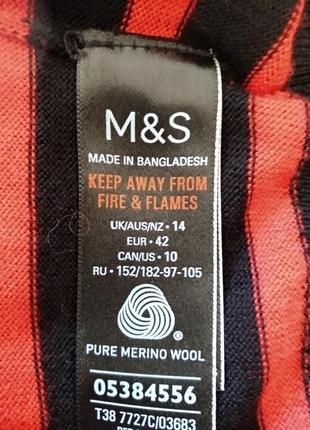 M&S
MADE IN BANGLADESH
KEEP AWAY FROM
FIRE & FLAMES
UK/AUS/NZ • 14
EUR • 42
CAN/US • 10
RU • 152/182-97-105
®
PURE MERINO WOOL
05384556
T38 7727C/03683